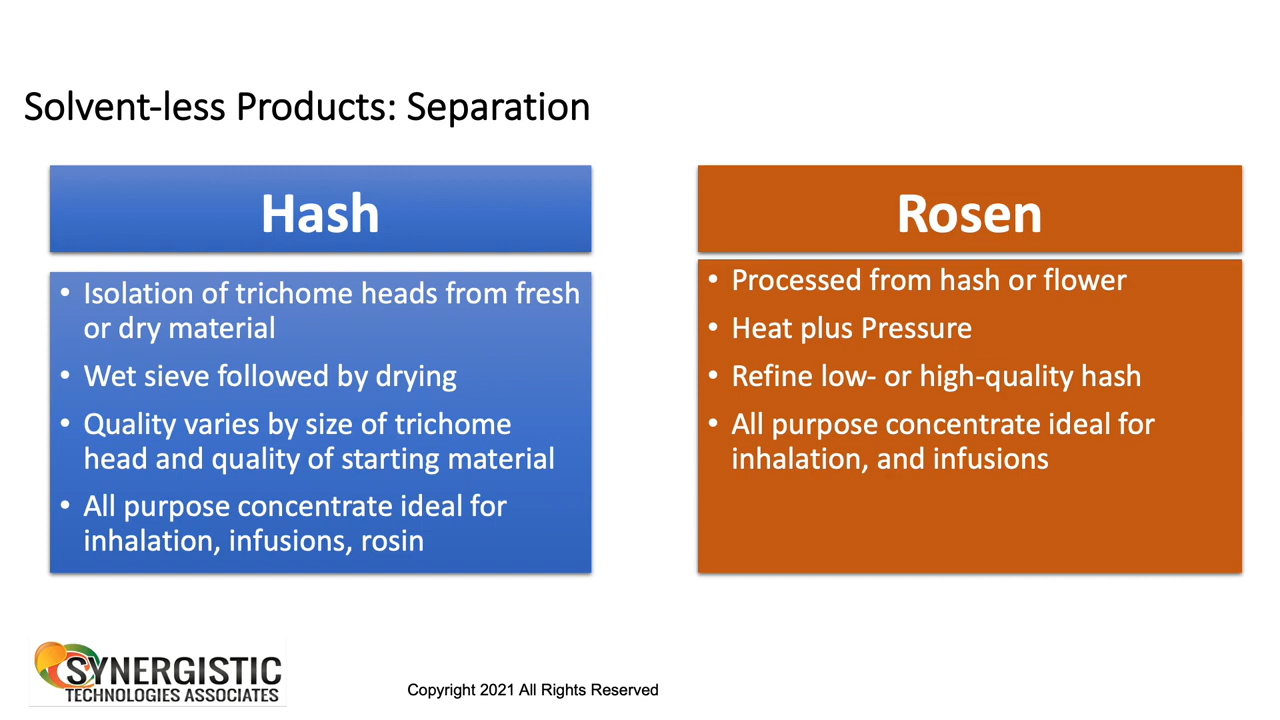 Solvent-less Products: Separation
Hash
• Isolation of trichome heads from fresh
or dry material
• Wet sieve followed by drying
• Quality varies by size of trichome
head and quality of starting material
• All purpose concentrate ideal for
inhalation, infusions, rosin
Rosen
• Processed from hash or flower
• Heat plus Pressure
• Refine low- or high-quality hash
• All purpose concentrate ideal for
inhalation, and infusions
SYNERGISTIC
TECHNOLOGIES ASSOCIATES
Copyright 2021 All Rights Reserved